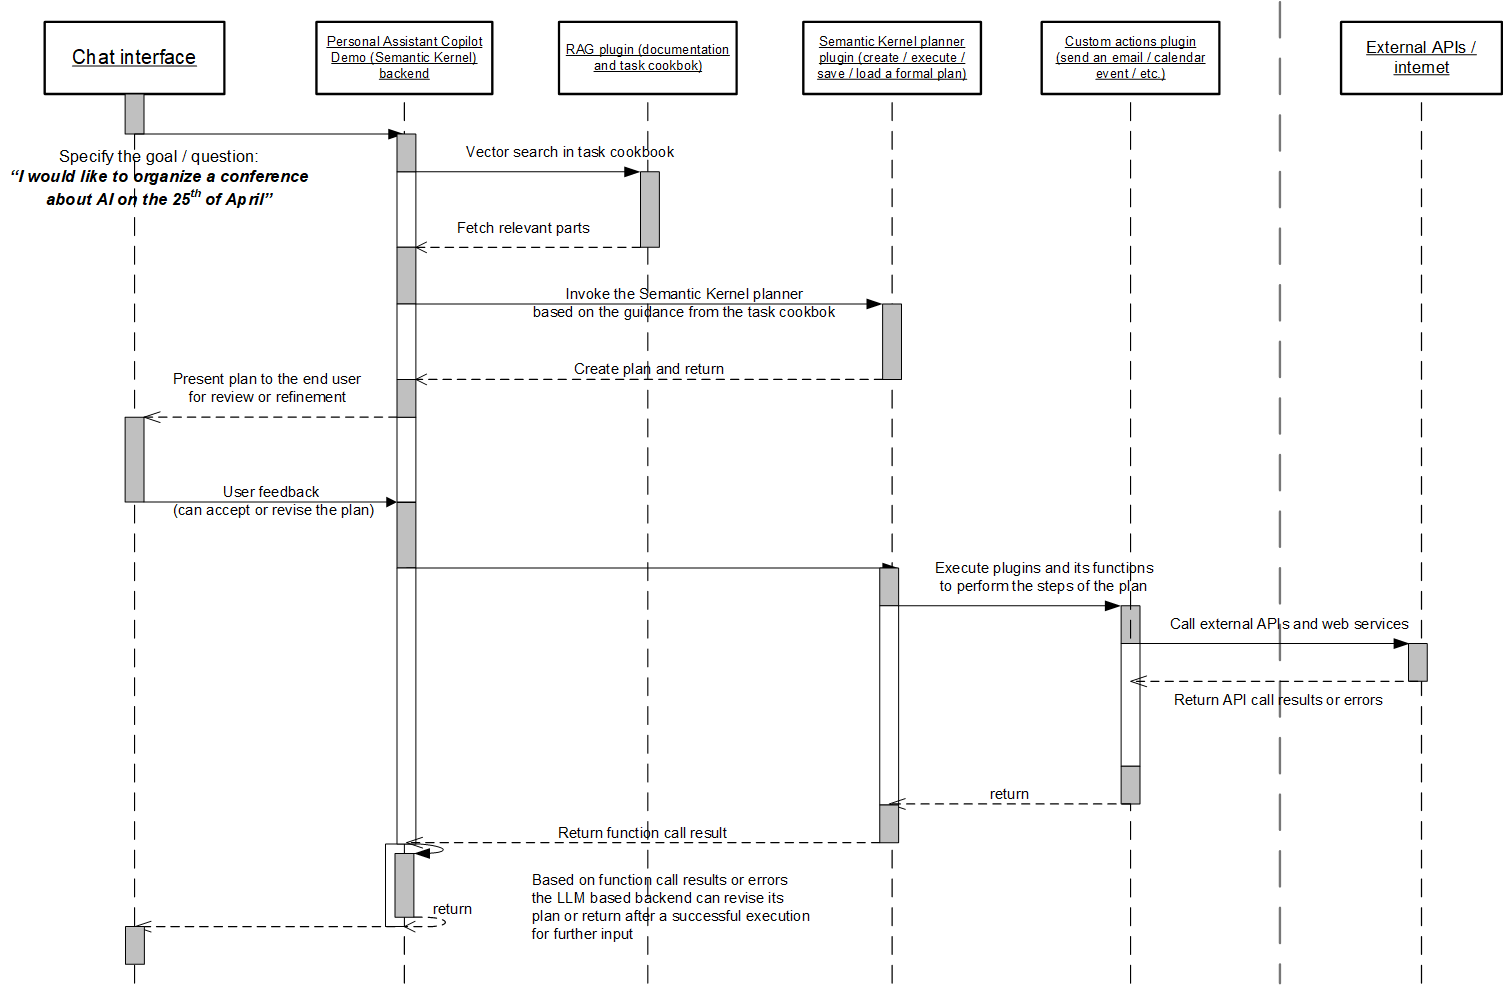 Chat interface
Personal Assistant Copilot
Demo (Semantic Kernel)
backend
RAG plugin (documentation
and task cookbok)
Semantic Kernel planner
plugin (create / execute /
save / load a formal plan)
Custom actions plugin
(send an email / calendar
event / etc.)
External APIs /
internet
Specify the goal / question:
“I would like to organize a conference
about AI on the 25th of April”
Vector search in task cookbook
Fetch relevant parts
Invoke the Semantic Kernel planner
based on the guidance from the task cookbok
Create plan and return
Present plan to the end user
for review or refinement
User feedback
(can accept or revise the plan)
Execute plugins and its functions
to perform the steps of the plan
Call external APIs and web services
Return API call results or errors
return
Return function call result
Based on function call results or errors
the LLM based backend can revise its
plan or return after a successful execution
for further input
return